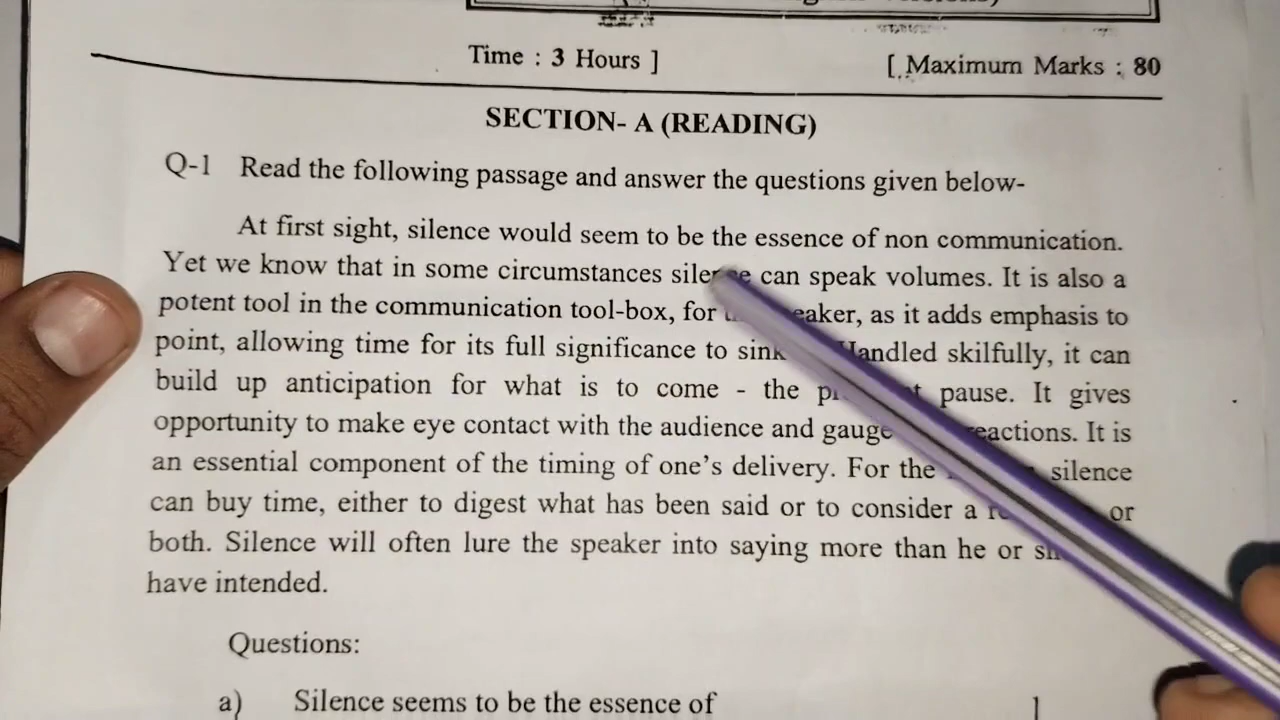 Time : 3 Hours ]
[ Maximum Marks : 80
SECTION- A (READING)
Q-1 Read the following passage and answer the questions given below-
At first sight, silence would seem to be the essence of non communication.
Yet we know that in some circumstances silence can speak volumes. It is also a
potent tool in the communication tool-box, for as it adds emphasis to
point, allowing time for its full significance to sink Handled skilfully, it can
build up anticipation for what is to come - the pause. It gives
opportunity to make eye contact with the audience and gauge reactions. It is
an essential component of the timing of one's delivery. For the silence
can buy time, either to digest what has been said or to consider a or
both. Silence will often lure the speaker into saying more than he or
have intended.
Questions:
a) Silence seems to be the essence of 1